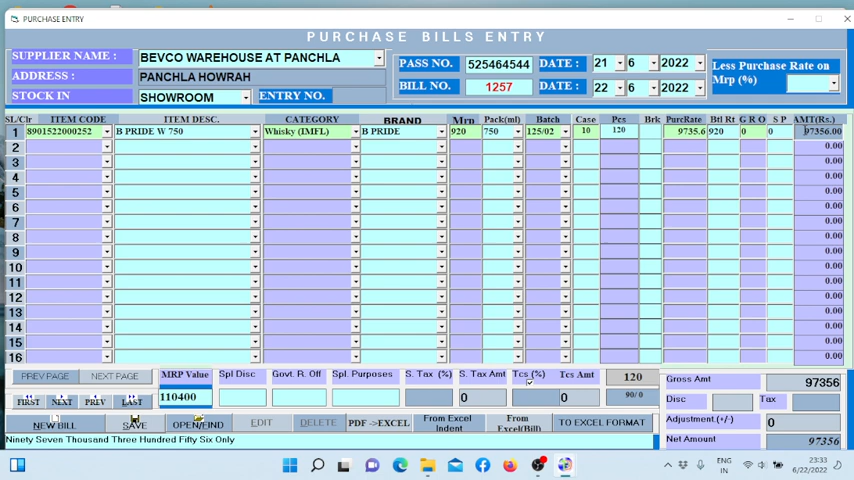 PURCHASE ENTRY
PURCHASE BILLS ENTRY
SUPPLIER NAME : BEVCO WAREHOUSE AT PANCHLA
ADDRESS : PANCHLA HOWRAH
STOCK IN SHOWROOM ENTRY NO.
PASS NO. 525464544 DATE : 21 6 2022
BILL NO. 1257 DATE : 22 6 2022
Less Purchase Rate on
Mrp (%)
SL/Clr ITEM CODE ITEM DESC. CATEGORY BRAND Mrp Pack(ml) Batch Case Pcs Brk PurcRate Btl Rt G R O S P AMT(Rs.)
1 8901522000252 B PRIDE W 750 Whisky (IMFL) B PRIDE 920 750 125/02 10 120 9735.6 920 0 0 97356.00
2 0.00
3 0.00
4 0.00
5 0.00
6 0.00
7 0.00
8 0.00
9 0.00
10 0.00
11 0.00
12 0.00
13 0.00
14 0.00
15 0.00
16 0.00
PREV PAGE NEXT PAGE MRP Value Spl Disc Govt. R. Off Spl. Purposes S. Tax (%) S. Tax Amt Tcs (%) Tcs Amt 120
FIRST NEXT PREV LAST 110400 0 0 90/ 0
Gross Amt 97356
Disc Tax
Adjustment (+/-) 0
Net Amount 97356
NEW BILL SAVE OPEN/FIND EDIT DELETE PDF ->EXCEL From Excel Indent From Excel(Bill) TO EXCEL FORMAT
Ninety Seven Thousand Three Hundred Fifty Six Only
ENG
IN
23:33
6/22/2022